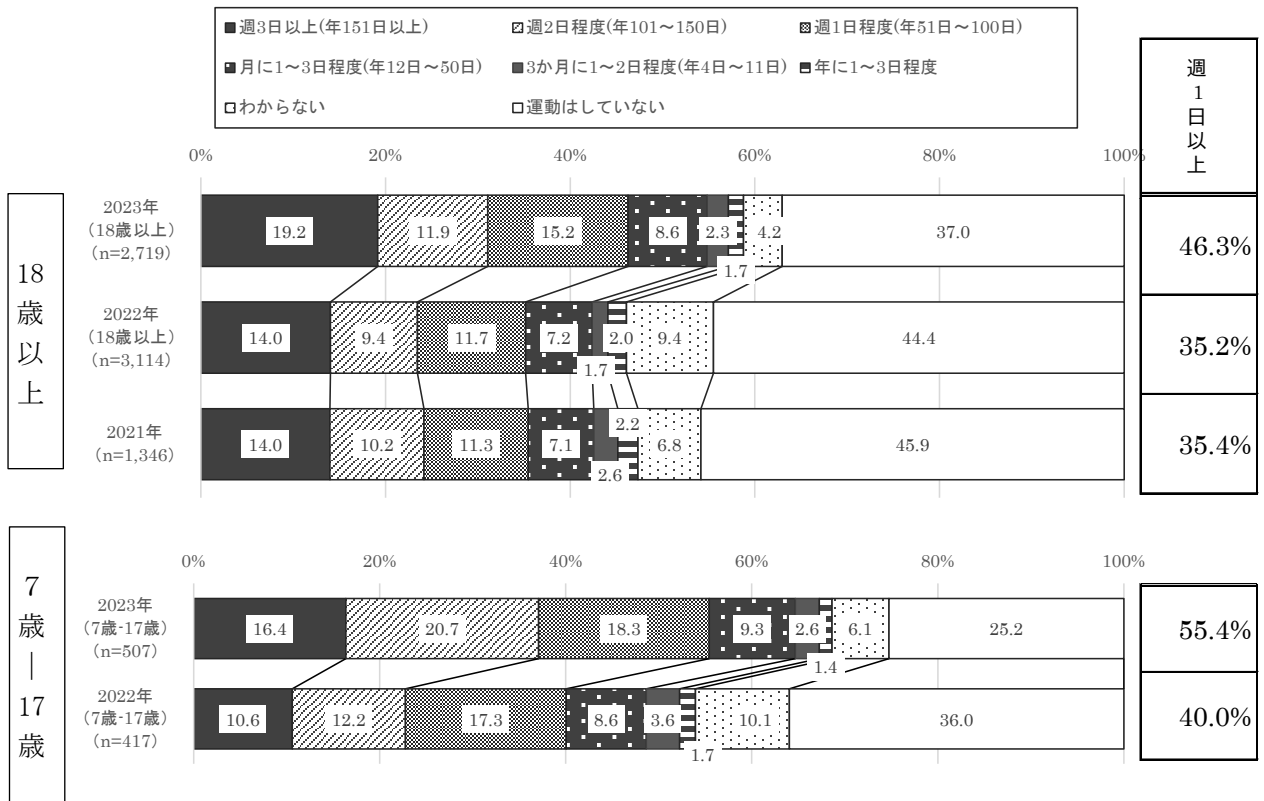 ■週3日以上(年151日以上) 週2日程度(年101～150日) 週1日程度(年51日～100日)
月に1～3日程度(年12日～50日) ■3か月に1～2日程度(年4日～11日) 年に1～3日程度
わからない □運動はしていない
週1日以上
0% 20% 40% 60% 80% 100%
18歳以上
2023年
（18歳以上）
(n=2,719)
19.2 11.9 15.2 8.6 2.3 1.7 4.2 37.0
46.3%
2022年
（18歳以上）
(n=3,114)
14.0 9.4 11.7 7.2 1.7 2.0 9.4 44.4
35.2%
2021年
(n=1,346)
14.0 10.2 11.3 7.1 2.6 2.2 6.8 45.9
35.4%
7歳｜17歳
0% 20% 40% 60% 80% 100%
2023年
（7歳-17歳）
(n=507)
16.4 20.7 18.3 9.3 2.6 1.4 6.1 25.2
55.4%
2022年
（7歳-17歳）
(n=417)
10.6 12.2 17.3 8.6 3.6 1.7 10.1 36.0
40.0%